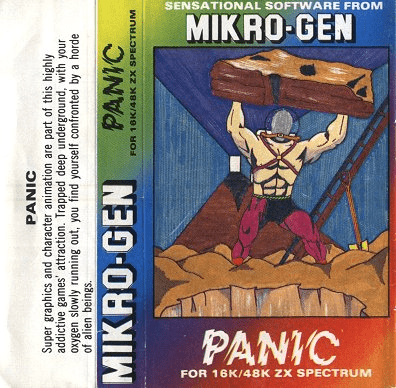 PANIC
Super graphics and character animation are part of this highly
addictive games' attraction. Trapped deep underground, with your
oxygen slowly running out, you find yourself confronted by a horde
of alien beings.
MIKRO-GEN
PANIC
FOR 16K/48K ZX SPECTRUM
SENSATIONAL SOFTWARE FROM
MIKRO-GEN
PANIC
FOR 16K/48K ZX SPECTRUM